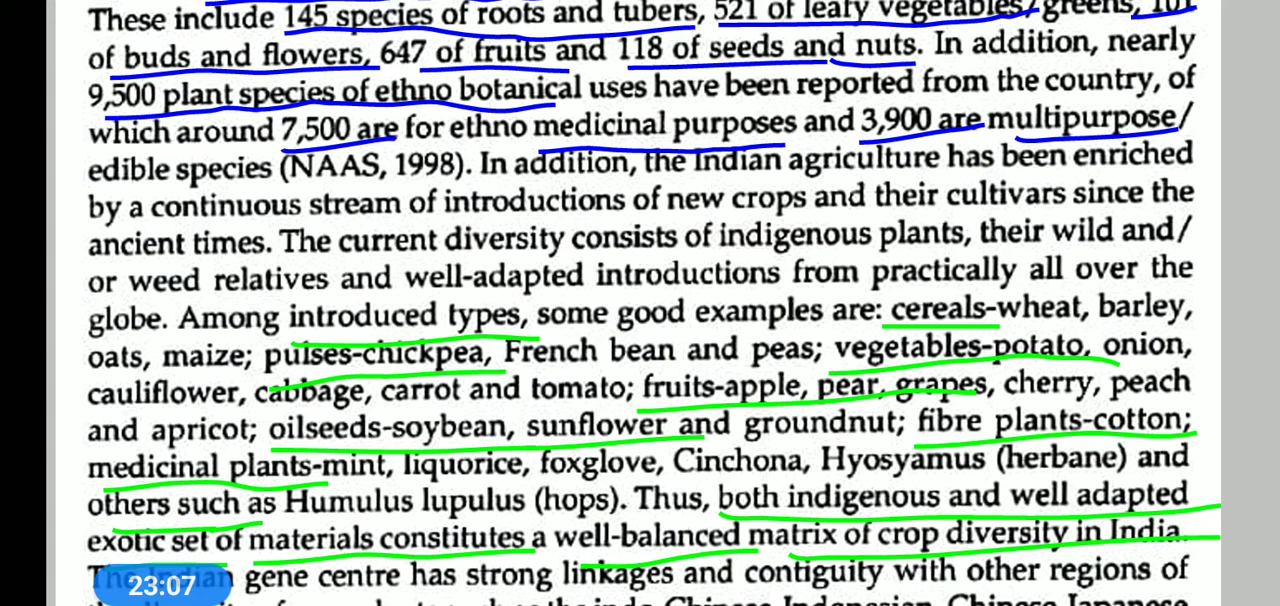 These include 145 species of roots and tubers, 521 of leafy vegetables/greens, 101
of buds and flowers, 647 of fruits and 118 of seeds and nuts. In addition, nearly
9,500 plant species of ethno botanical uses have been reported from the country, of
which around 7,500 are for ethno medicinal purposes and 3,900 are multipurpose/
edible species (NAAS, 1998). In addition, the Indian agriculture has been enriched
by a continuous stream of introductions of new crops and their cultivars since the
ancient times. The current diversity consists of indigenous plants, their wild and/
or weed relatives and well-adapted introductions from practically all over the
globe. Among introduced types, some good examples are: cereals-wheat, barley,
oats, maize; pulses-chickpea, French bean and peas; vegetables-potato, onion,
cauliflower, cabbage, carrot and tomato; fruits-apple, pear, grapes, cherry, peach
and apricot; oilseeds-soybean, sunflower and groundnut; fibre plants-cotton;
medicinal plants-mint, liquorice, foxglove, Cinchona, Hyosyamus (herbane) and
others such as Humulus lupulus (hops). Thus, both indigenous and well adapted
exotic set of materials constitutes a well-balanced matrix of crop diversity in India.
The Indian gene centre has strong linkages and contiguity with other regions of
23:07